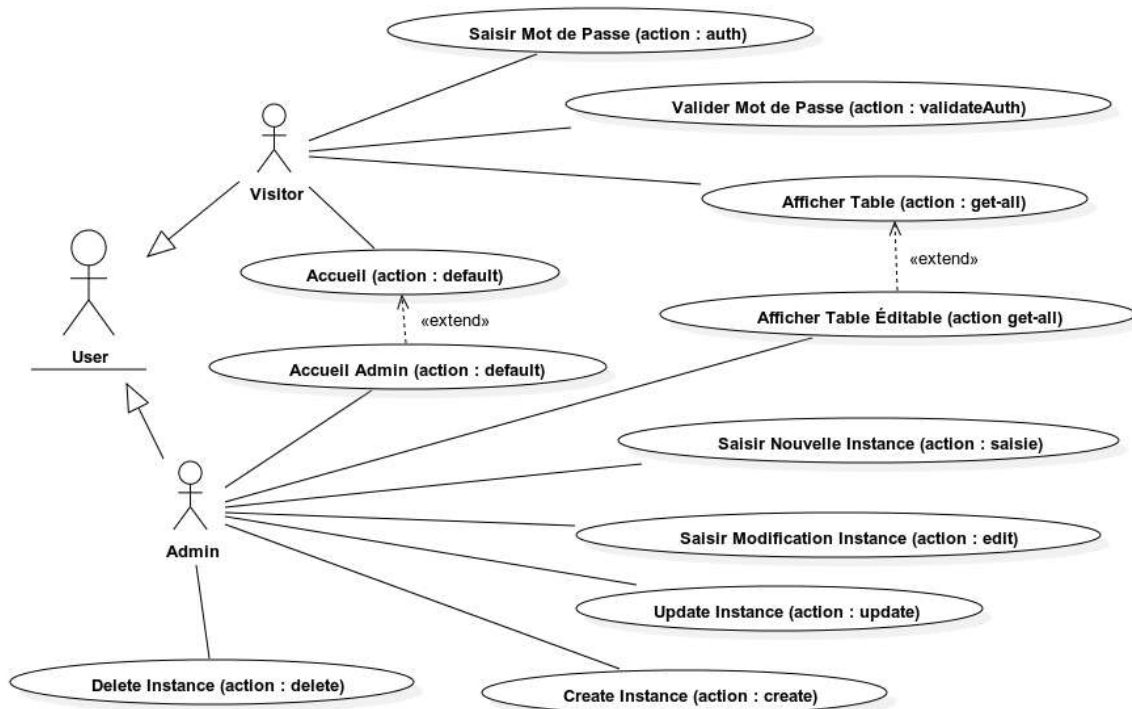 Saisir Mot de Passe (action : auth)
Valider Mot de Passe (action : validateAuth)
Visitor
Afficher Table (action : get-all)
Accueil (action : default)
«extend»
«extend»
Afficher Table Éditable (action get-all)
User
Accueil Admin (action : default)
Saisir Nouvelle Instance (action : saisie)
Saisir Modification Instance (action : edit)
Admin
Update Instance (action : update)
Delete Instance (action : delete)
Create Instance (action : create)